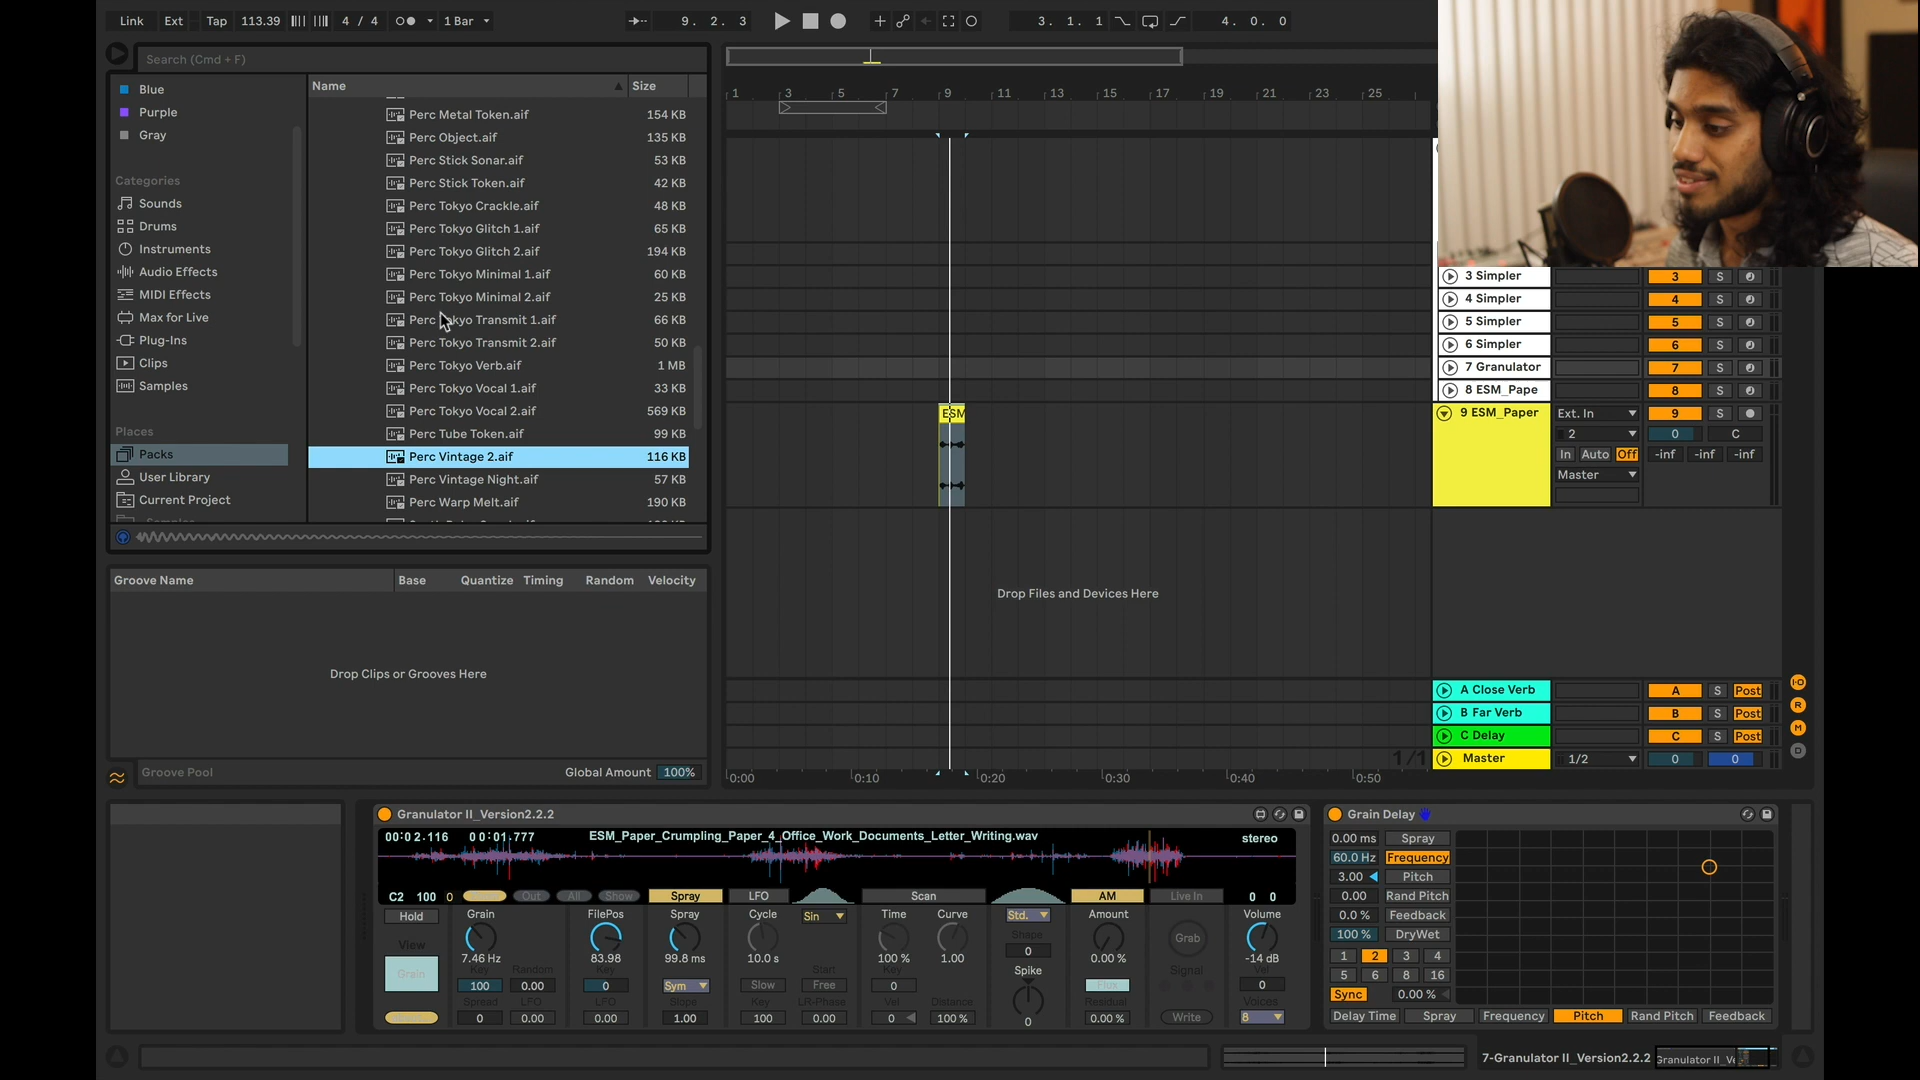 Link Ext Tap 113.39 4 / 4 1 Bar 9. 2. 3 3. 1. 1 4. 0. 0
Search (Cmd + F)
Blue
Purple
Gray
Categories
Sounds
Drums
Instruments
Audio Effects
MIDI Effects
Max for Live
Plug-Ins
Clips
Samples
Places
Packs
User Library
Current Project
Name Size
Perc Metal Token.aif 154 KB
Perc Object.aif 135 KB
Perc Stick Sonar.aif 53 KB
Perc Stick Token.aif 42 KB
Perc Tokyo Crackle.aif 48 KB
Perc Tokyo Glitch 1.aif 65 KB
Perc Tokyo Glitch 2.aif 194 KB
Perc Tokyo Minimal 1.aif 60 KB
Perc Tokyo Minimal 2.aif 25 KB
Perc Tokyo Transmit 1.aif 66 KB
Perc Tokyo Transmit 2.aif 50 KB
Perc Tokyo Verb.aif 1 MB
Perc Tokyo Vocal 1.aif 33 KB
Perc Tokyo Vocal 2.aif 569 KB
Perc Tube Token.aif 99 KB
Perc Vintage 2.aif 116 KB
Perc Vintage Night.aif 57 KB
Perc Warp Melt.aif 190 KB
Groove Name Base Quantize Timing Random Velocity
Drop Clips or Grooves Here
Groove Pool Global Amount 100%
1 3 5 7 9 11 13 15 17 19 21 23 25
ESM
Drop Files and Devices Here
1/1
0:00 0:10 0:20 0:30 0:40 0:50
3 Simpler 3 S
4 Simpler 4 S
5 Simpler 5 S
6 Simpler 6 S
7 Granulator 7 S
8 ESM_Pape 8 S
9 ESM_Paper Ext. In 9 S
2 0 C
In Auto Off -inf -inf -inf
Master
A Close Verb A S Post
B Far Verb B S Post
C Delay C S Post
Master 1/2 0 0
I·O
R
M
D
Granulator II_Version2.2.2
00:02.116 00:01.777 ESM_Paper_Crumpling_Paper_4_Office_Work_Documents_Letter_Writing.wav stereo
C2 100 0 Out All Show Spray LFO Scan AM Live In 0 0
Hold Grain FilePos Spray Cycle Sin Time Curve Std. Amount Volume
View 7.46 Hz 83.98 99.8 ms 10.0 s 100 % 1.00 Shape 0 0.00 % Grab -14 dB
Grain Key Random Key Start Key Spike Signal Vel
100 0.00 0 Sym Slow Free 0 Flux 0
Spread LFO LFO Slope Key LR-Phase Vel Distance Residual Voices
0 0.00 0.00 1.00 100 0.00 0 100 % 0 0.00 % Write 8
Grain Delay
0.00 ms Spray
60.0 Hz Frequency
3.00 Pitch
0.00 Rand Pitch
0.0 % Feedback
100 % DryWet
1 2 3 4
5 6 8 16
Sync 0.00 %
Delay Time Spray Frequency Pitch Rand Pitch Feedback
7-Granulator II_Version2.2.2